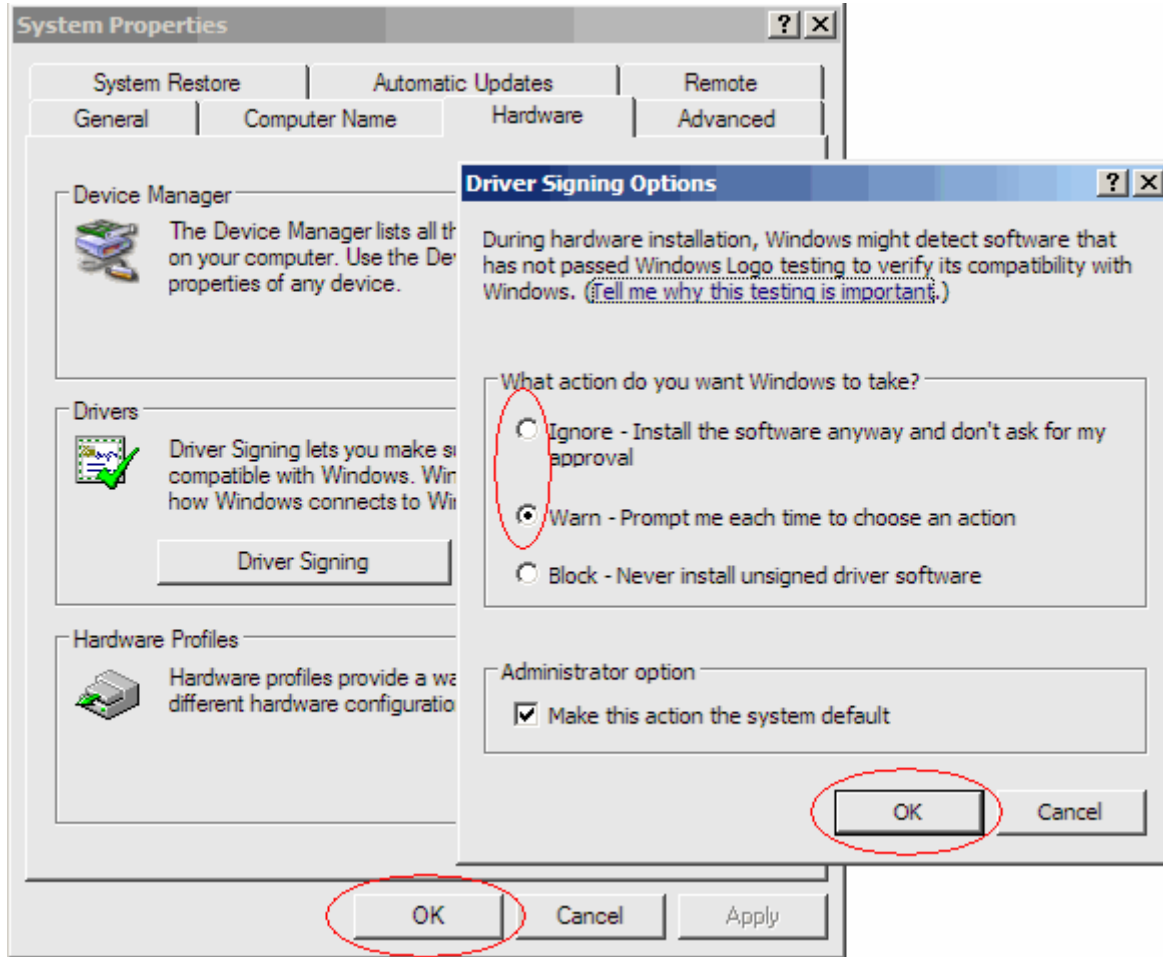 System Properties
System Restore
Automatic Updates
Remote
General
Computer Name
Hardware
Advanced
Device Manager
The Device Manager lists all th
on your computer. Use the De
properties of any device.
Drivers
Driver Signing lets you make su
compatible with Windows. Win
how Windows connects to Wi
Driver Signing
Hardware Profiles
Hardware profiles provide a wa
different hardware configuratio
OK
Cancel
Apply
Driver Signing Options
During hardware installation, Windows might detect software that
has not passed Windows Logo testing to verify its compatibility with
Windows. (Tell me why this testing is important.)
What action do you want Windows to take?
Ignore - Install the software anyway and don't ask for my
approval
Warn - Prompt me each time to choose an action
Block - Never install unsigned driver software
Administrator option
Make this action the system default
OK
Cancel